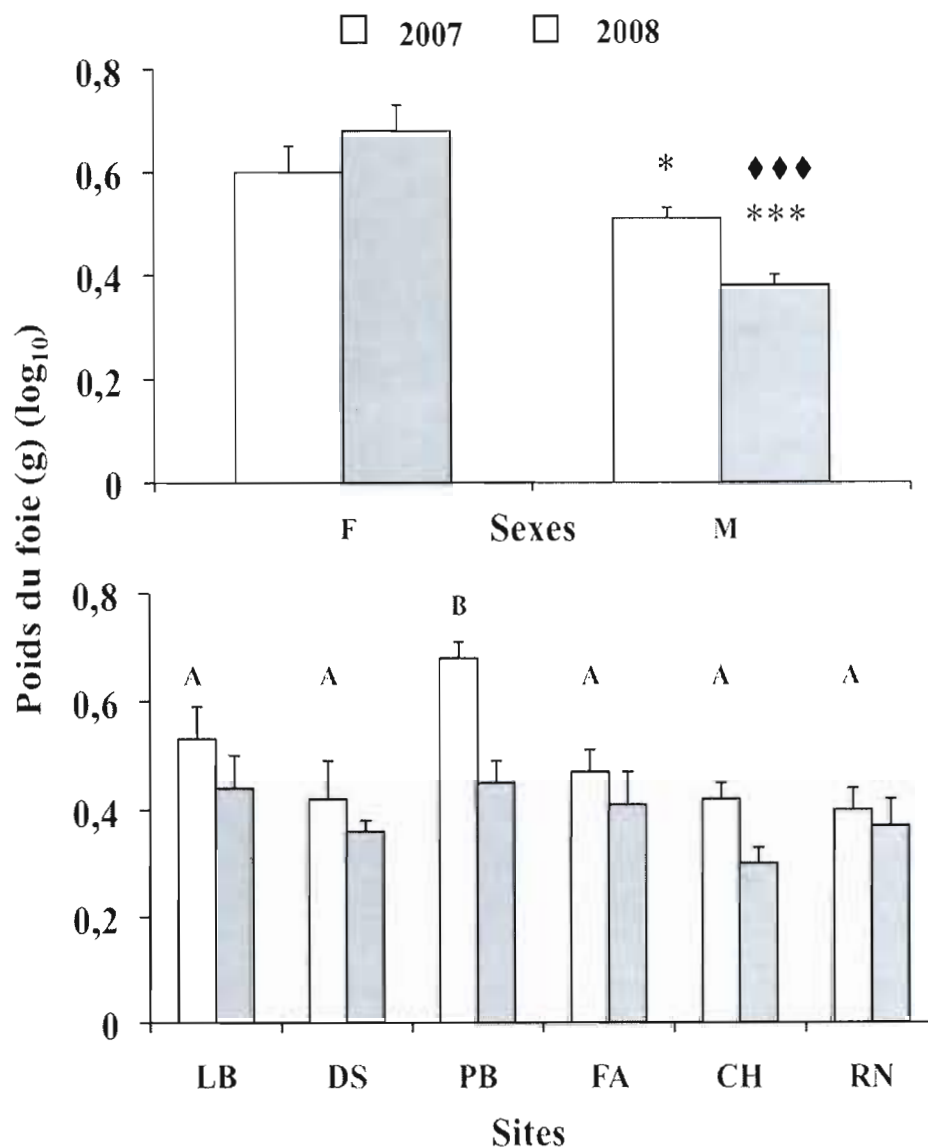 2007 2008
Poids du foie (g) (log10)
0,8
0,6
0,4
0,2
0
*
♦♦♦
***
F Sexes M
0,8
0,6
0,4
0,2
0
A A B A A A
LB DS PB FA CH RN
Sites